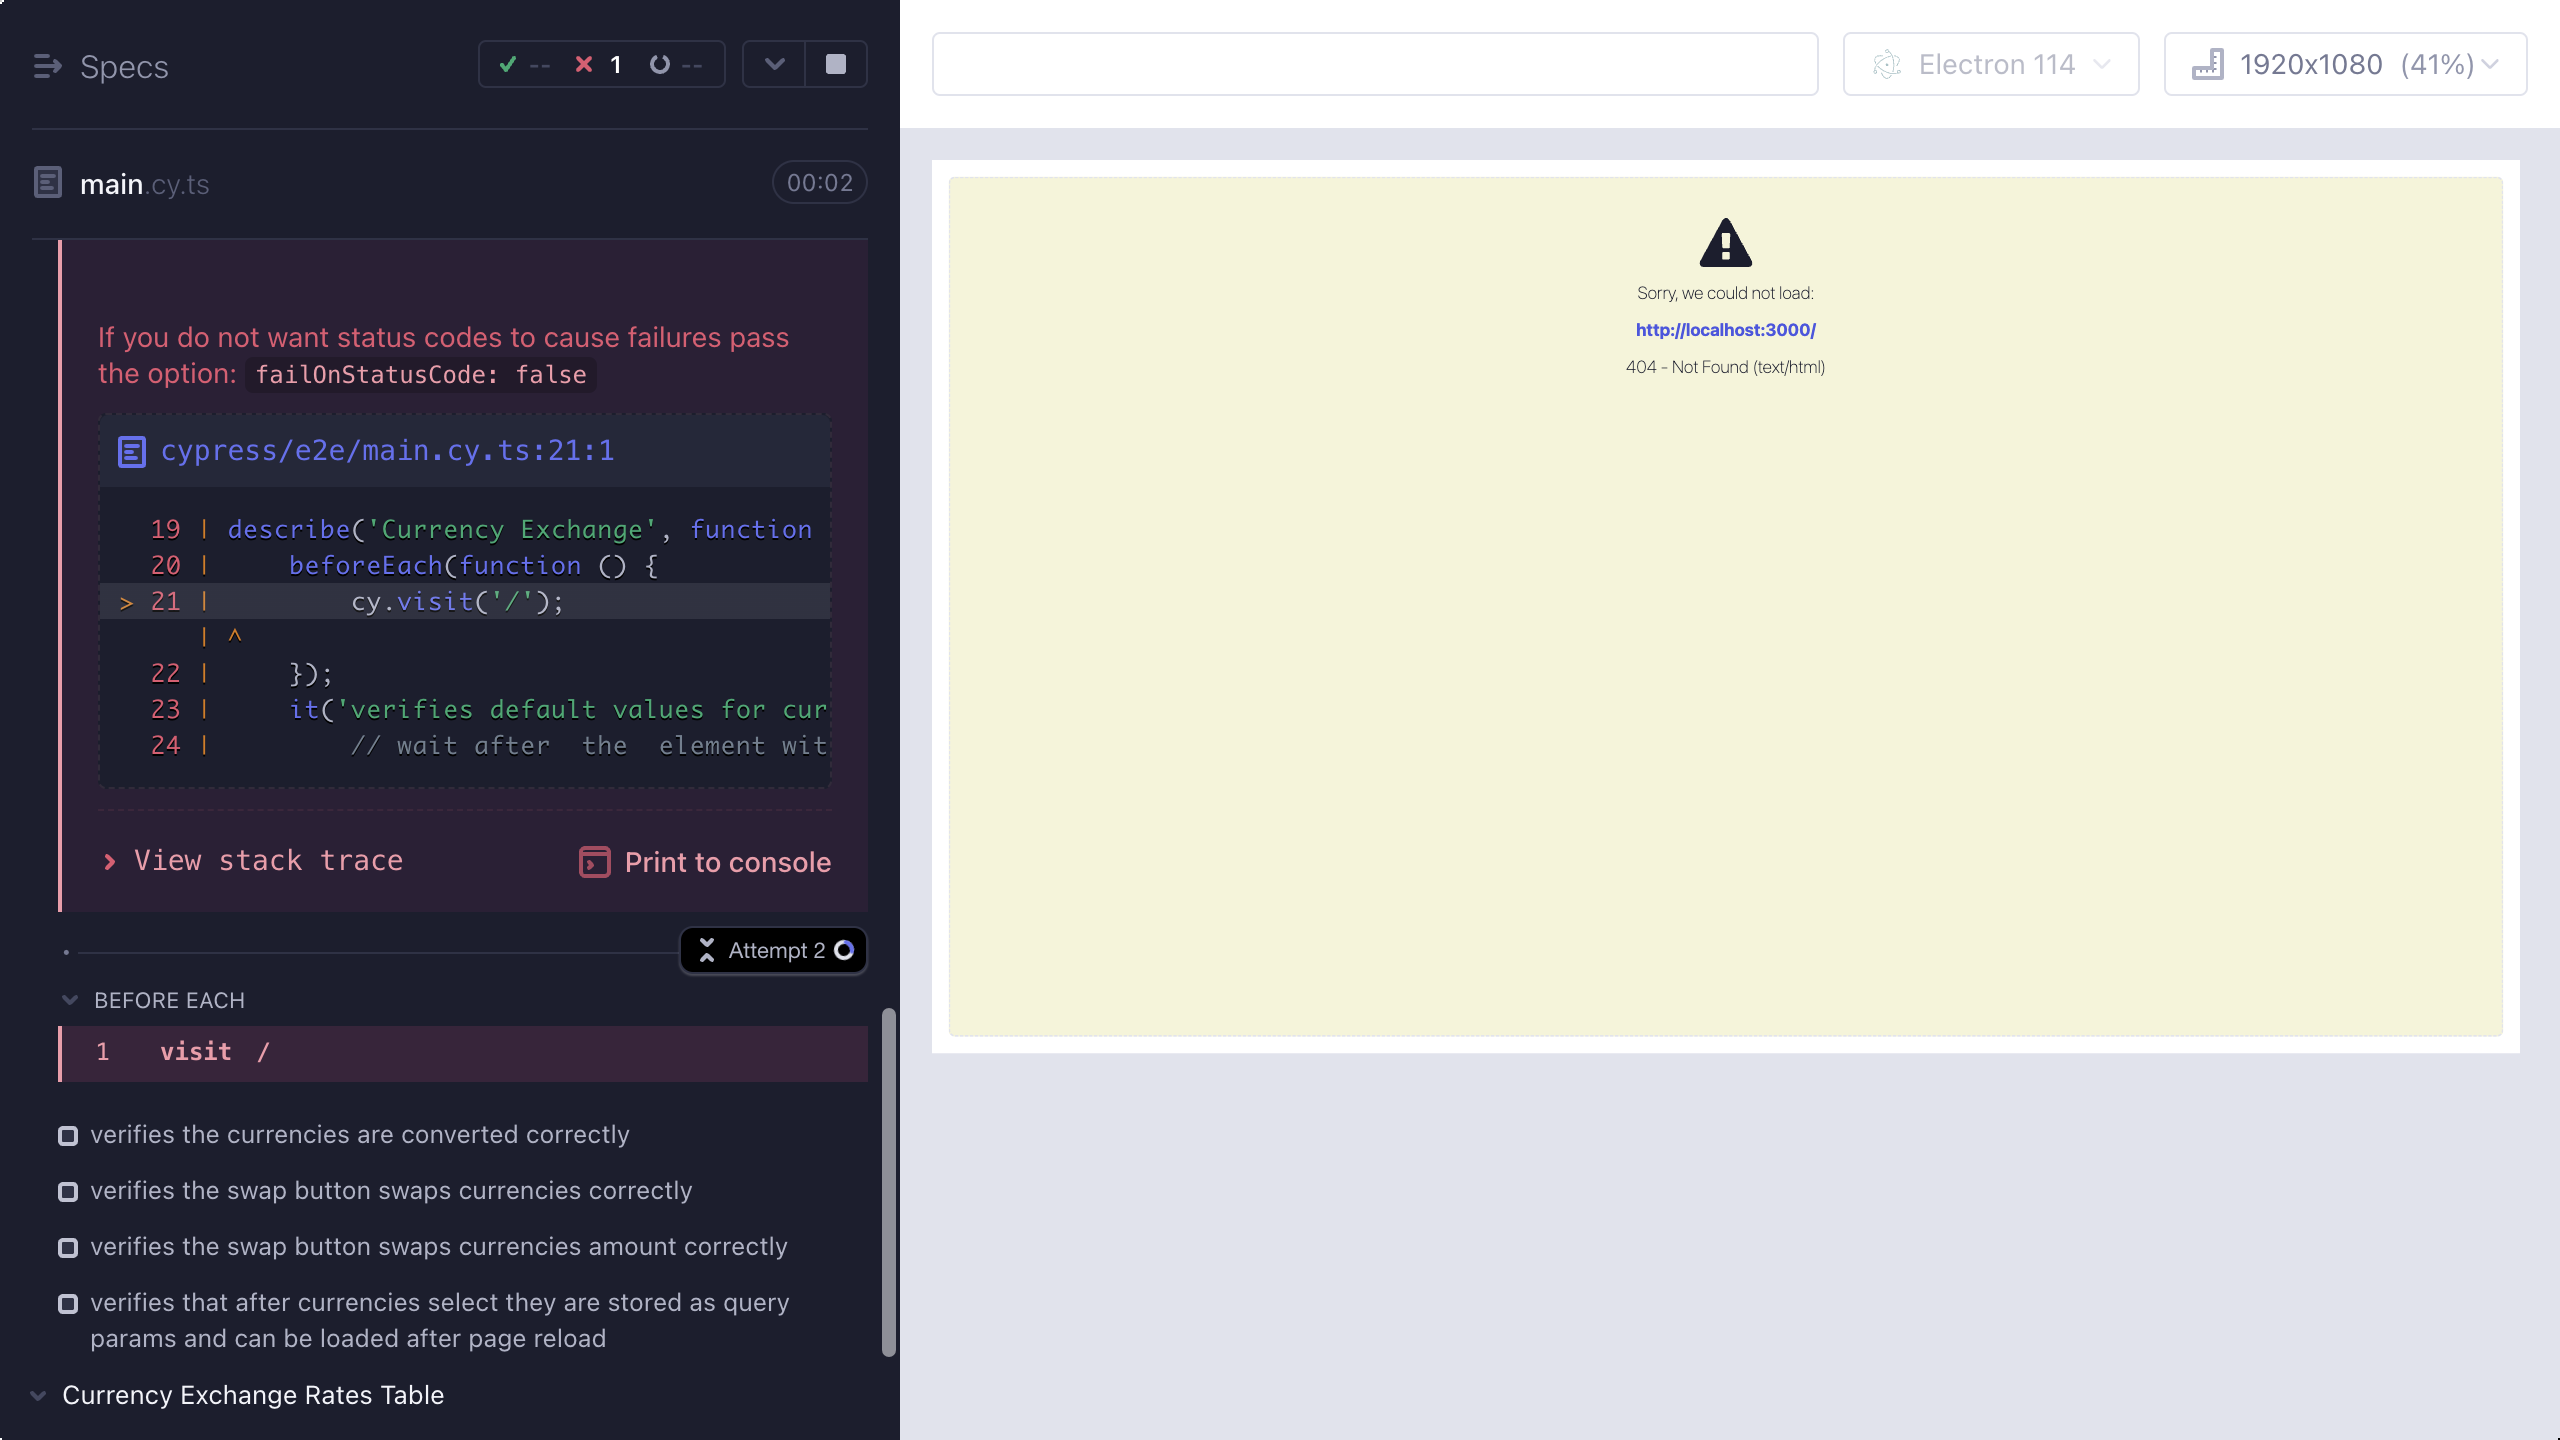 Specs
-- 1 --
main.cy.ts
00:02
If you do not want status codes to cause failures pass
the option: failOnStatusCode: false
cypress/e2e/main.cy.ts:21:1
19 | describe('Currency Exchange', function
20 | beforeEach(function () {
> 21 | cy.visit('/');
| ^
22 | });
23 | it('verifies default values for cur
24 | // wait after the element wit
View stack trace
Print to console
Attempt 2
BEFORE EACH
1 visit /
verifies the currencies are converted correctly
verifies the swap button swaps currencies correctly
verifies the swap button swaps currencies amount correctly
verifies that after currencies select they are stored as query
params and can be loaded after page reload
Currency Exchange Rates Table
Electron 114
1920x1080 (41%)
Sorry, we could not load:
http://localhost:3000/
404 - Not Found (text/html)